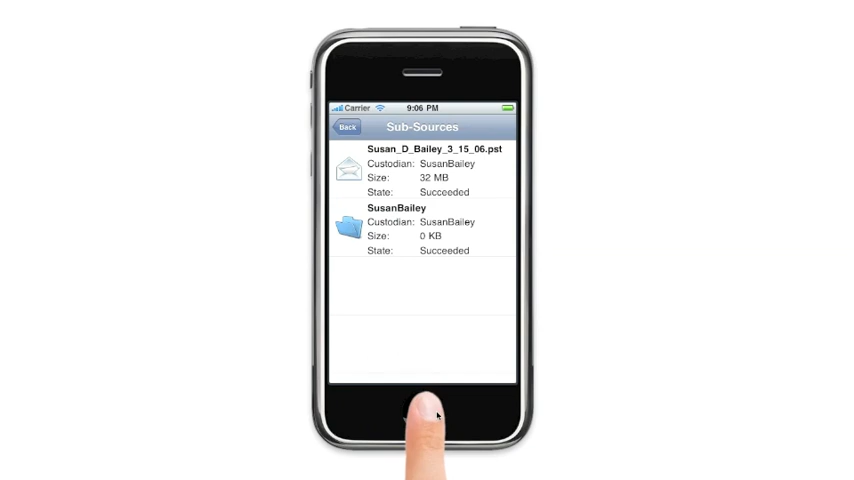 Carrier 9:06 PM
Back Sub-Sources
Susan_D_Bailey_3_15_06.pst
Custodian: SusanBailey
Size: 32 MB
State: Succeeded
SusanBailey
Custodian: SusanBailey
Size: 0 KB
State: Succeeded